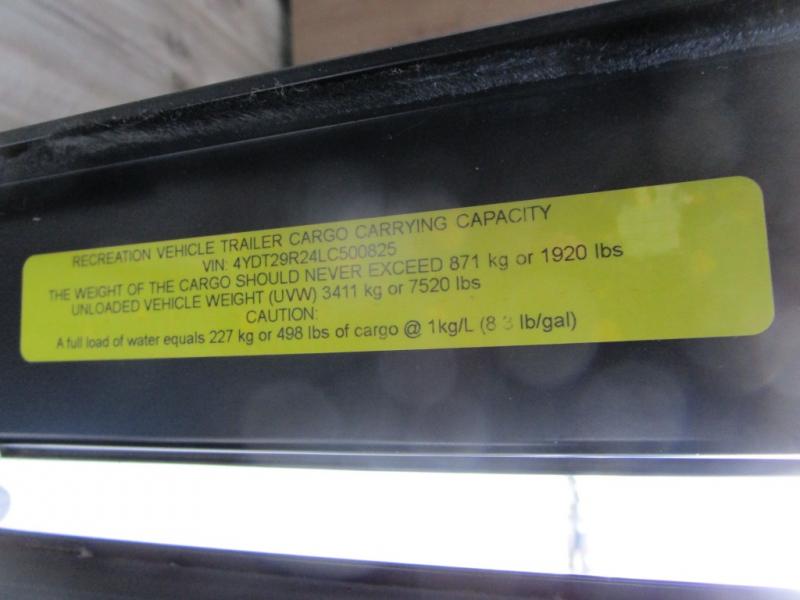 RECREATION VEHICLE TRAILER CARGO CARRYING CAPACITY
VIN: 4YDT29R24LC500825
THE WEIGHT OF THE CARGO SHOULD NEVER EXCEED 871 kg or 1920 lbs
UNLOADED VEHICLE WEIGHT (UVW) 3411 kg or 7520 lbs
CAUTION:
A full load of water equals 227 kg or 498 lbs of cargo @ 1kg/L (8 3 lb/gal)